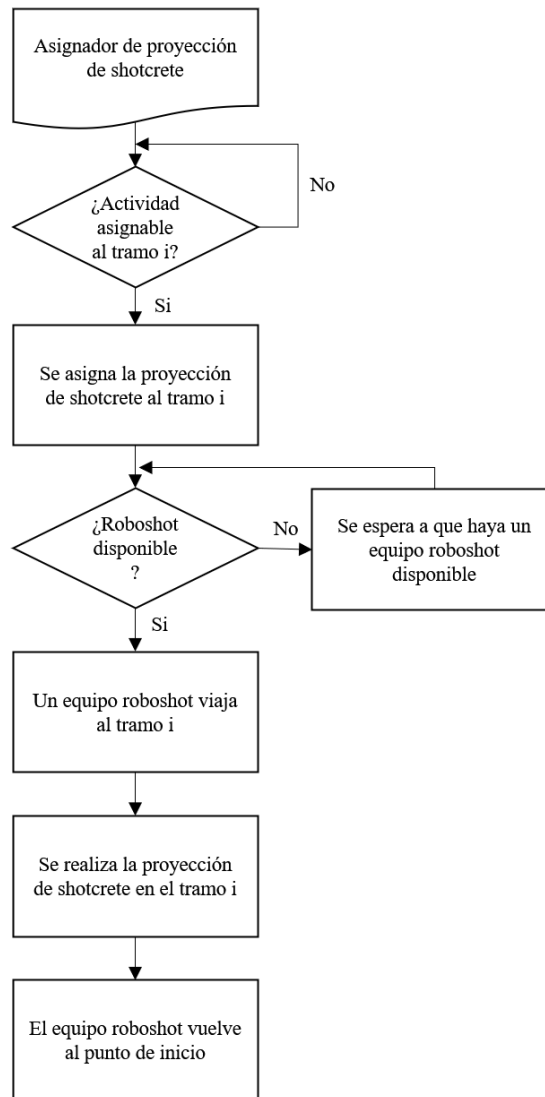 Asignador de proyección
de shotcrete
No
¿Actividad
asignable
al tramo i?
Si
Se asigna la proyección
de shotcrete al tramo i
¿Roboshot
disponible
?
No
Se espera a que haya un
equipo roboshot
disponible
Si
Un equipo roboshot viaja
al tramo i
Se realiza la proyección
de shotcrete en el tramo i
El equipo roboshot vuelve
al punto de inicio